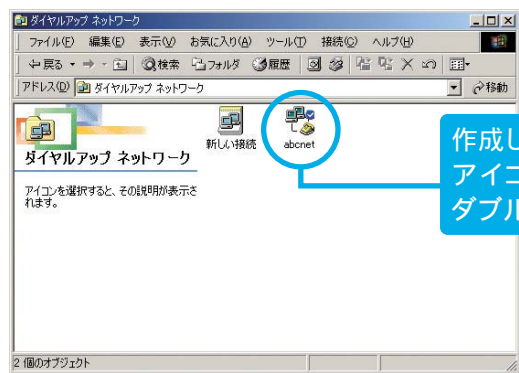 ダイヤルアップ ネットワーク
ファイル(F) 編集(E) 表示(V) お気に入り(A) ツール(T) 接続(C) ヘルプ(H)
戻る 検索 フォルダ 履歴
アドレス(D) ダイヤルアップ ネットワーク 移動
新しい接続 abcnet
ダイヤルアップ ネットワーク
アイコンを選択すると、その説明が表示さ
れます。
作成し
アイコ
ダブル
2 個のオブジェクト